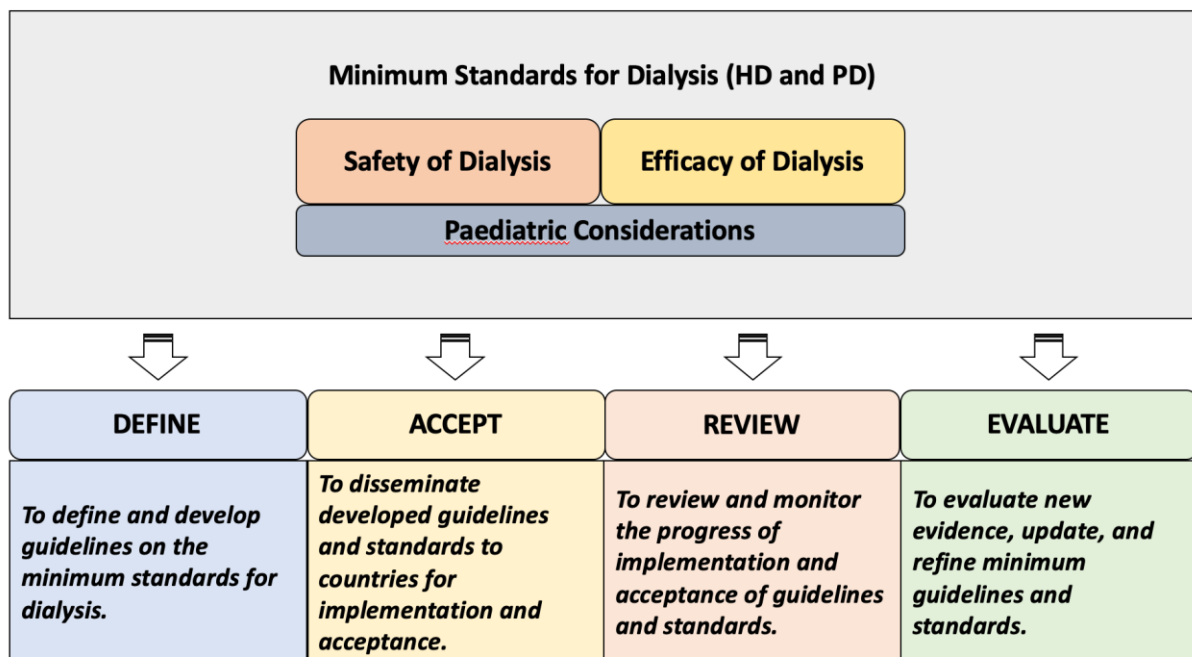 Minimum Standards for Dialysis (HD and PD)
Safety of Dialysis
Efficacy of Dialysis
Paediatric Considerations
DEFINE
ACCEPT
REVIEW
EVALUATE
To define and develop
guidelines on the
minimum standards for
dialysis.
To disseminate
developed guidelines
and standards to
countries for
implementation and
acceptance.
To review and monitor
the progress of
implementation and
acceptance of guidelines
and standards.
To evaluate new
evidence, update, and
refine minimum
guidelines and
standards.